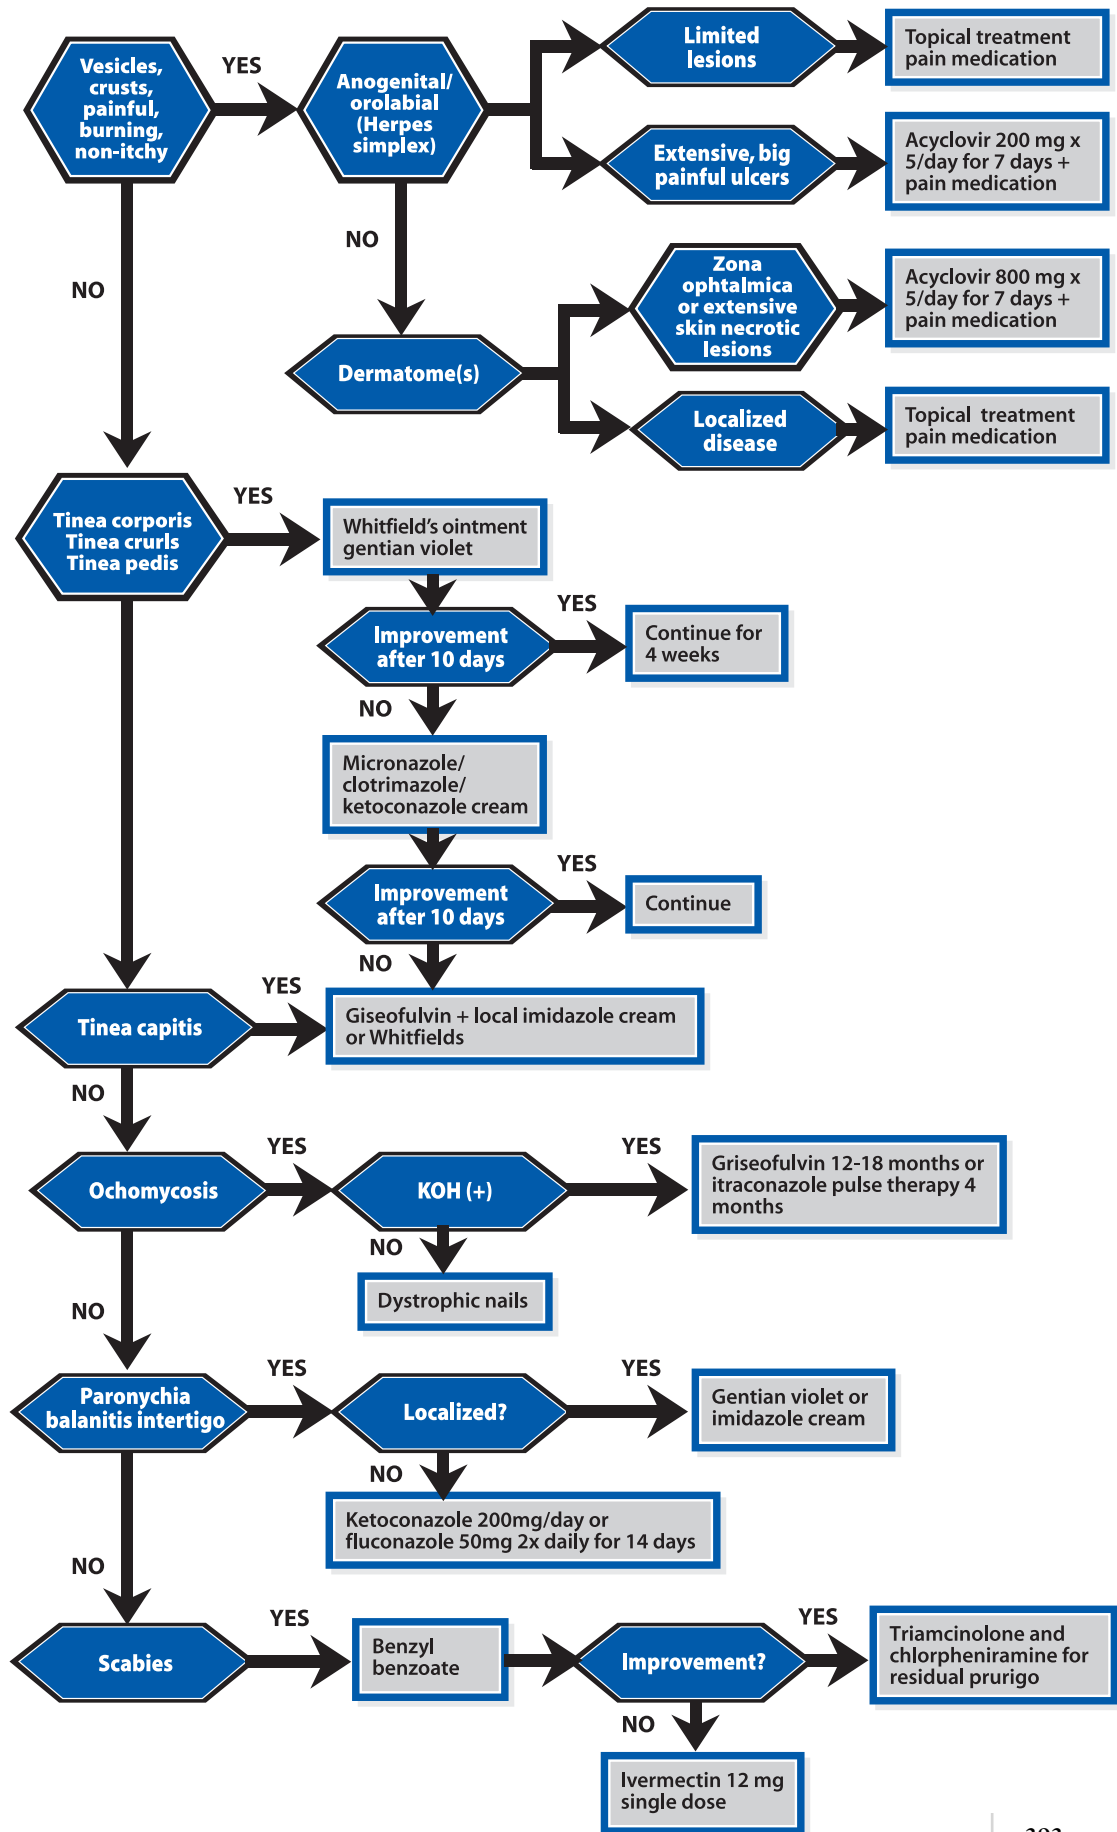 Vesicles,
crusts,
painful,
burning,
non-itchy
YES
Anogenital/
orolabial
(Herpes
simplex)
Limited
lesions
Topical treatment
pain medication
Extensive, big
painful ulcers
Acyclovir 200 mg x
5/day for 7 days +
pain medication
NO
NO
Dermatome(s)
Zona
ophtalmica
or extensive
skin necrotic
lesions
Acyclovir 800 mg x
5/day for 7 days +
pain medication
Localized
disease
Topical treatment
pain medication
Tinea corporis
Tinea crurls
Tinea pedis
YES
Whitfield's ointment
gentian violet
Improvement
after 10 days
YES
Continue for
4 weeks
NO
Micronazole/
clotrimazole/
ketoconazole cream
Improvement
after 10 days
YES
Continue
NO
Tinea capitis
YES
Giseofulvin + local imidazole cream
or Whitfields
NO
Ochomycosis
YES
KOH (+)
YES
Griseofulvin 12-18 months or
itraconazole pulse therapy 4
months
NO
Dystrophic nails
NO
Paronychia
balanitis intertigo
YES
Localized?
YES
Gentian violet or
imidazole cream
NO
Ketoconazole 200mg/day or
fluconazole 50mg 2x daily for 14 days
NO
Scabies
YES
Benzyl
benzoate
Improvement?
YES
Triamcinolone and
chlorpheniramine for
residual prurigo
NO
Ivermectin 12 mg
single dose